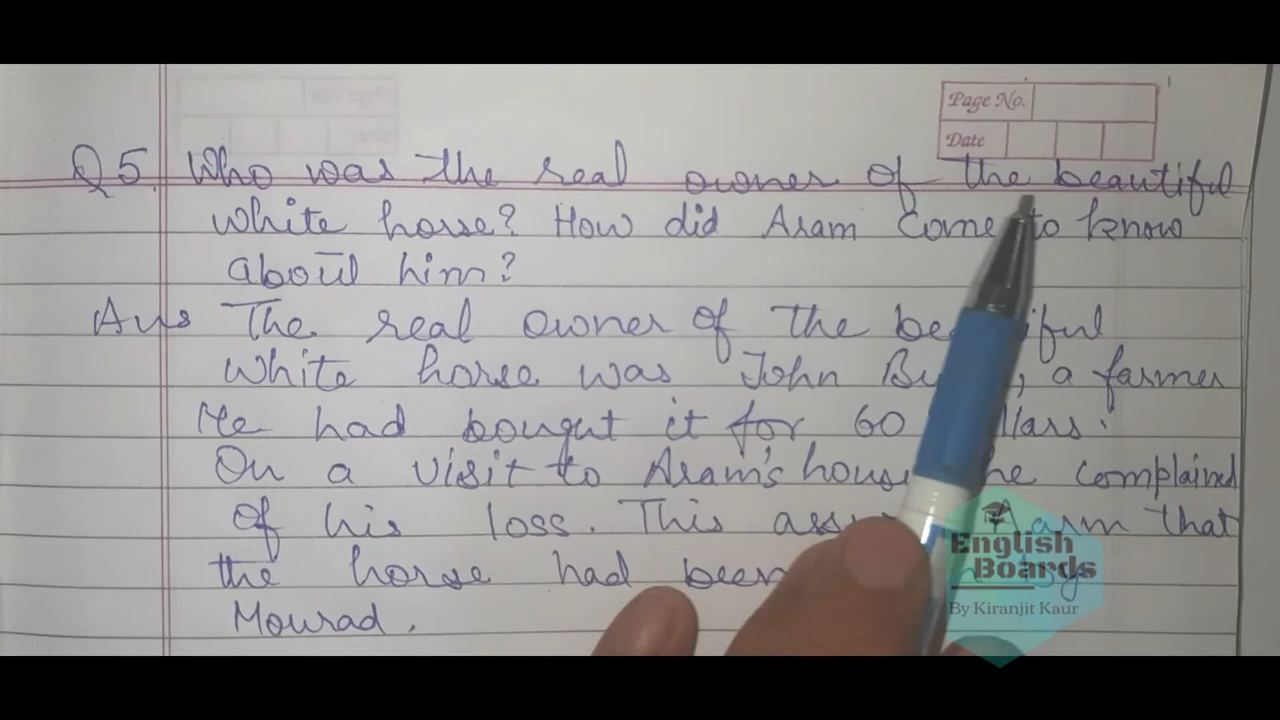 Page No.
Date
Q5. Who was the real owner of the beautiful
white horse? How did Aram come to know
about him?
Ans The real owner of the
white horse was John , a farmer
He had bought it for 60
On a visit to Aram's he complained
of his loss. This that
the horse had been by
Mourad.
English
Boards
By Kiranjit Kaur